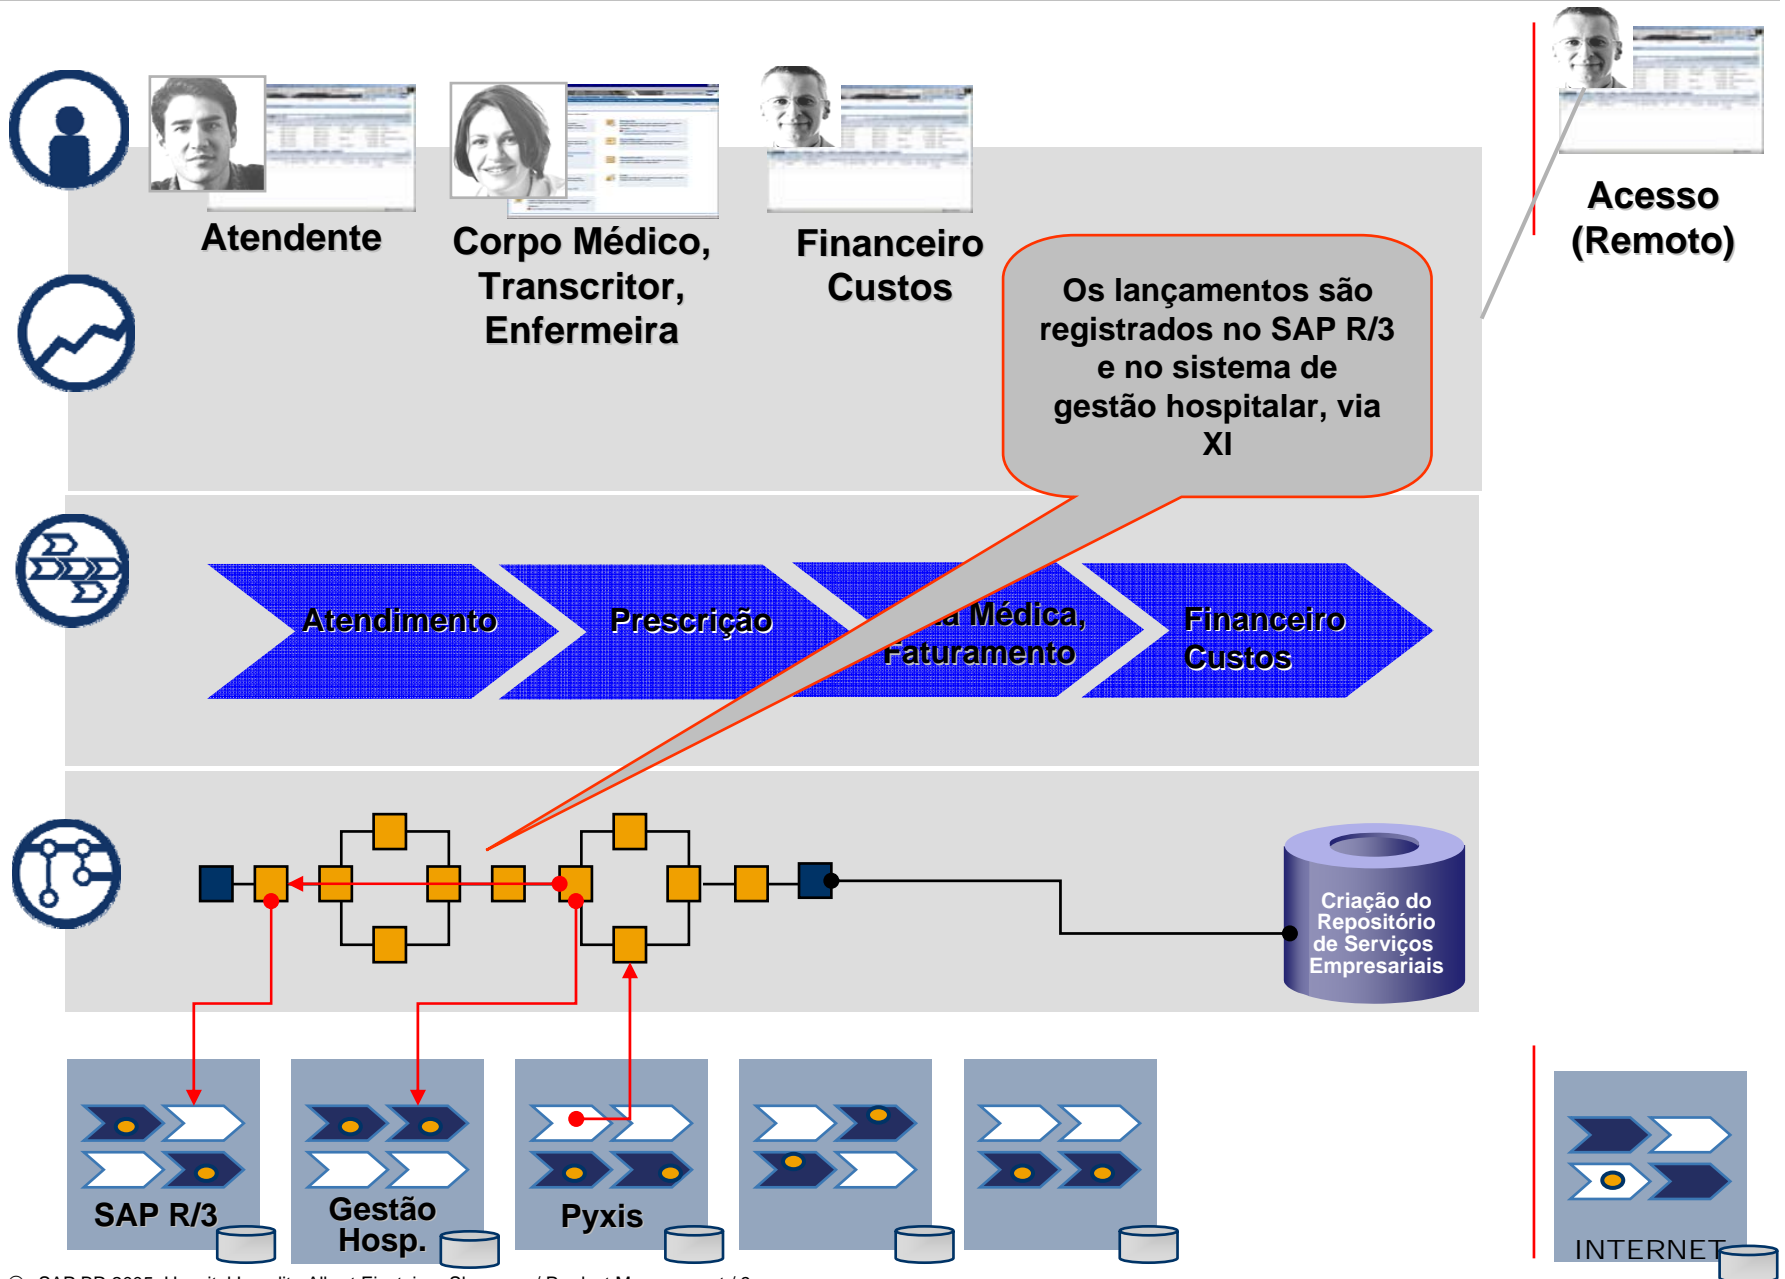 Acesso
(Remoto)
Atendente
Corpo Médico,
Transcritor,
Enfermeira
Financeiro
Custos
Os lançamentos são
registrados no SAP R/3
e no sistema de
gestão hospitalar, via
XI
Atendimento
Prescrição
Médica,
Faturamento
Financeiro
Custos
Criação do
Repositório
de Serviços
Empresariais
SAP R/3
Gestão
Hosp.
Pyxis
INTERNET